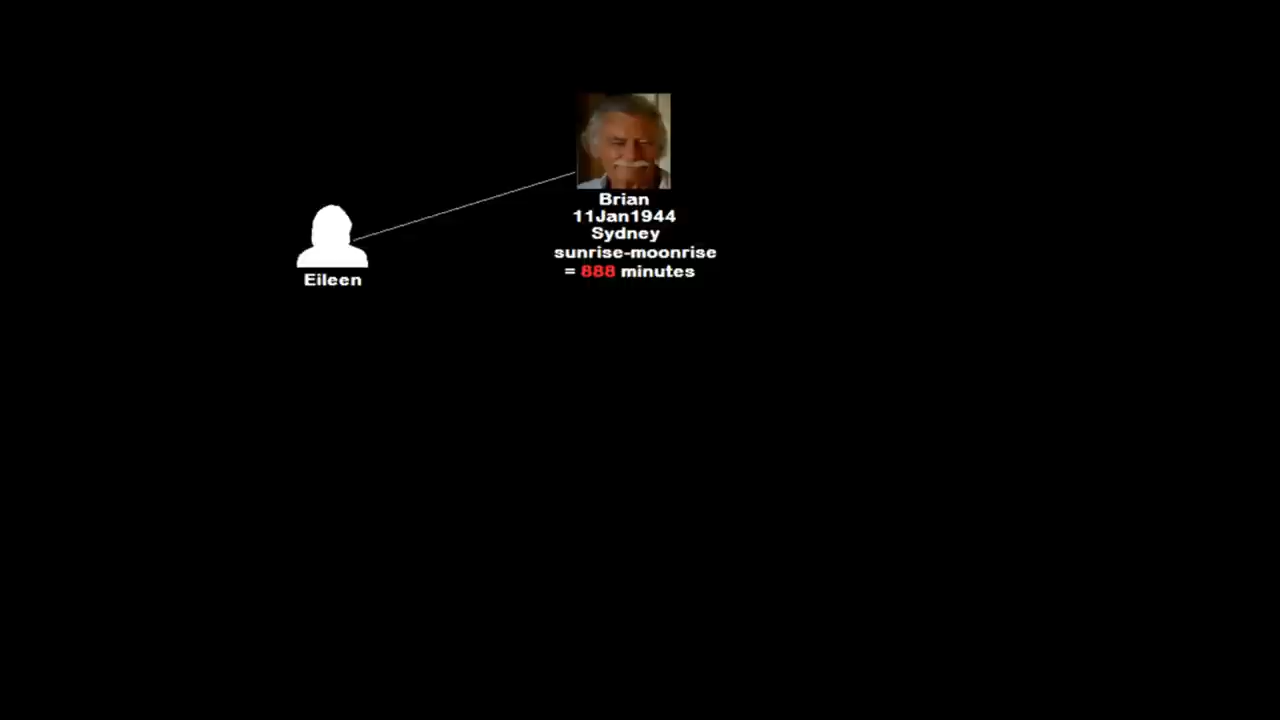 Brian
11Jan1944
Sydney
sunrise-moonrise
= 888 minutes
Eileen